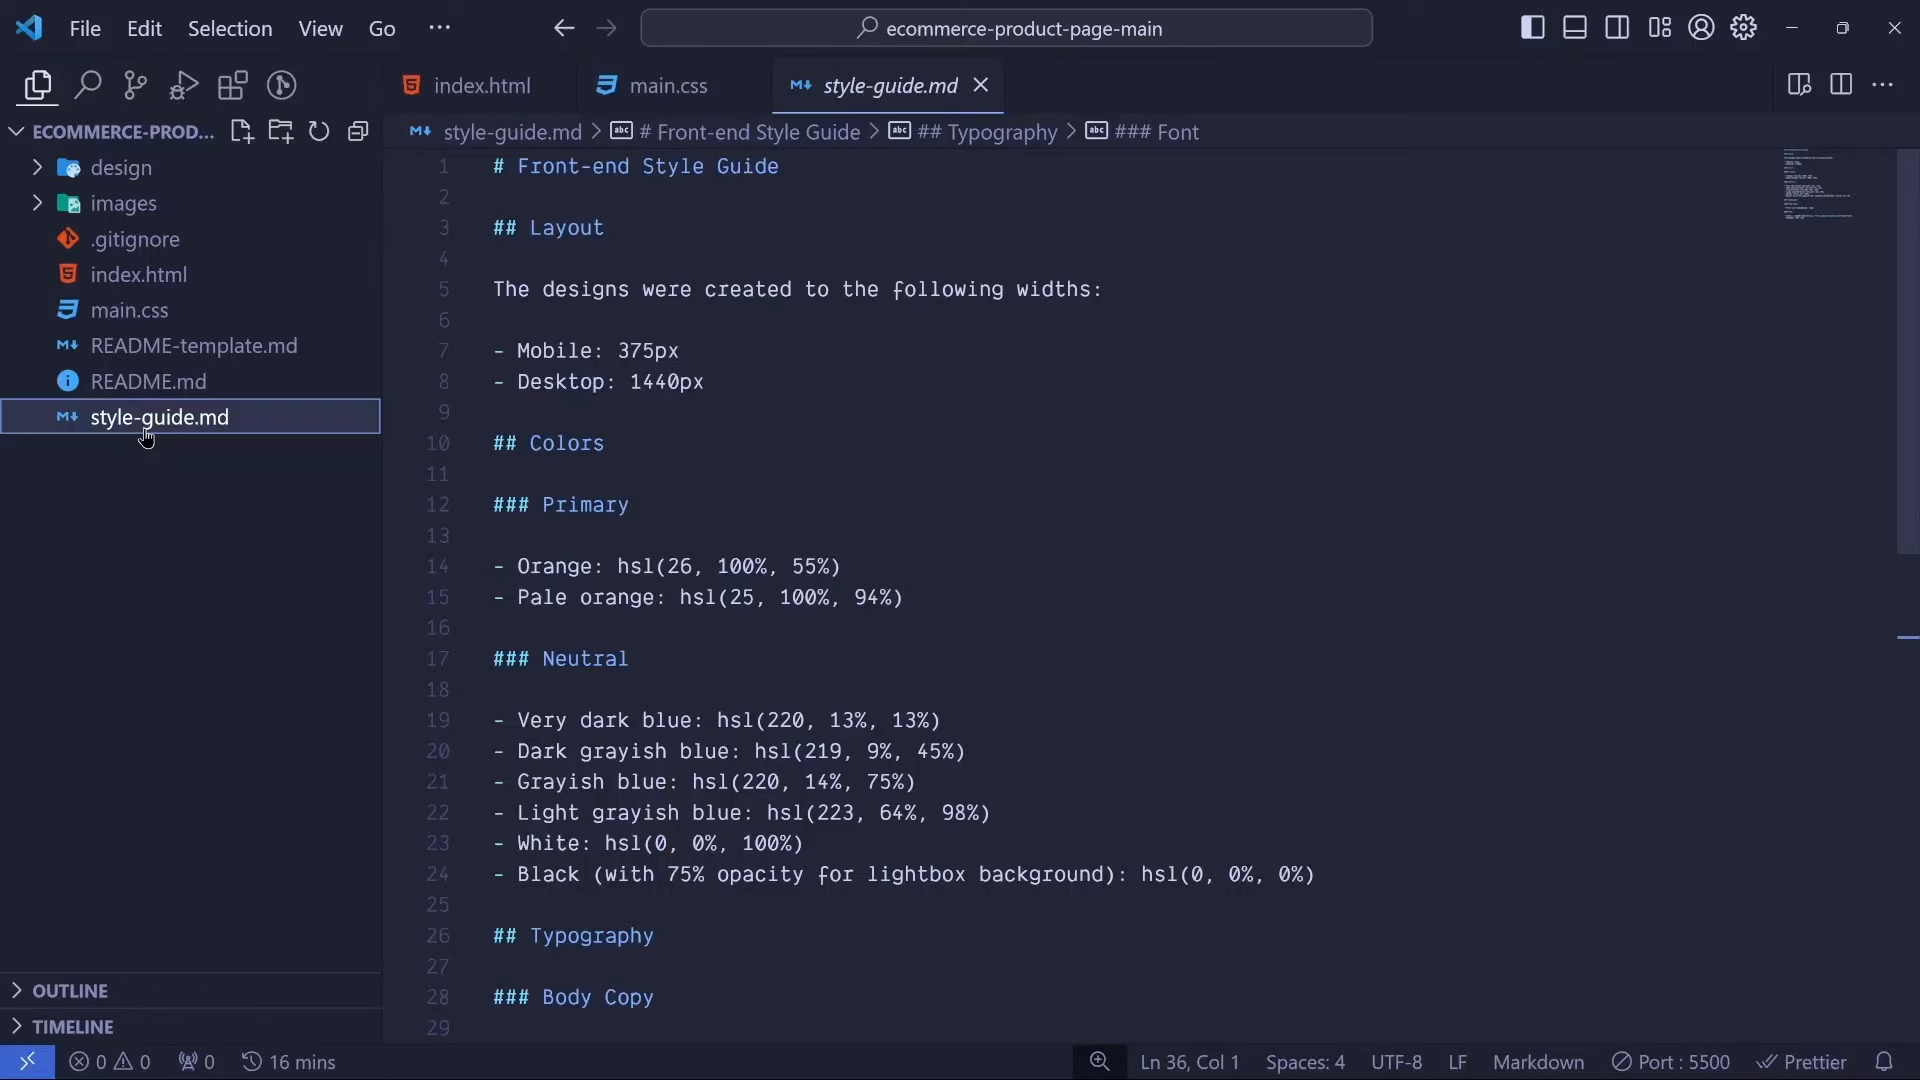 File Edit Selection View Go ecommerce-product-page-main
index.html main.css style-guide.md
ECOMMERCE-PROD...
style-guide.md > # Front-end Style Guide > ## Typography > ### Font
design
images
.gitignore
index.html
main.css
README-template.md
README.md
style-guide.md
1 # Front-end Style Guide
2
3 ## Layout
4
5 The designs were created to the following widths:
6
7 - Mobile: 375px
8 - Desktop: 1440px
9
10 ## Colors
11
12 ### Primary
13
14 - Orange: hsl(26, 100%, 55%)
15 - Pale orange: hsl(25, 100%, 94%)
16
17 ### Neutral
18
19 - Very dark blue: hsl(220, 13%, 13%)
20 - Dark grayish blue: hsl(219, 9%, 45%)
21 - Grayish blue: hsl(220, 14%, 75%)
22 - Light grayish blue: hsl(223, 64%, 98%)
23 - White: hsl(0, 0%, 100%)
24 - Black (with 75% opacity for lightbox background): hsl(0, 0%, 0%)
25
26 ## Typography
27
28 ### Body Copy
29
OUTLINE
TIMELINE
0 0 0 16 mins Ln 36, Col 1 Spaces: 4 UTF-8 LF Markdown Port : 5500 Prettier